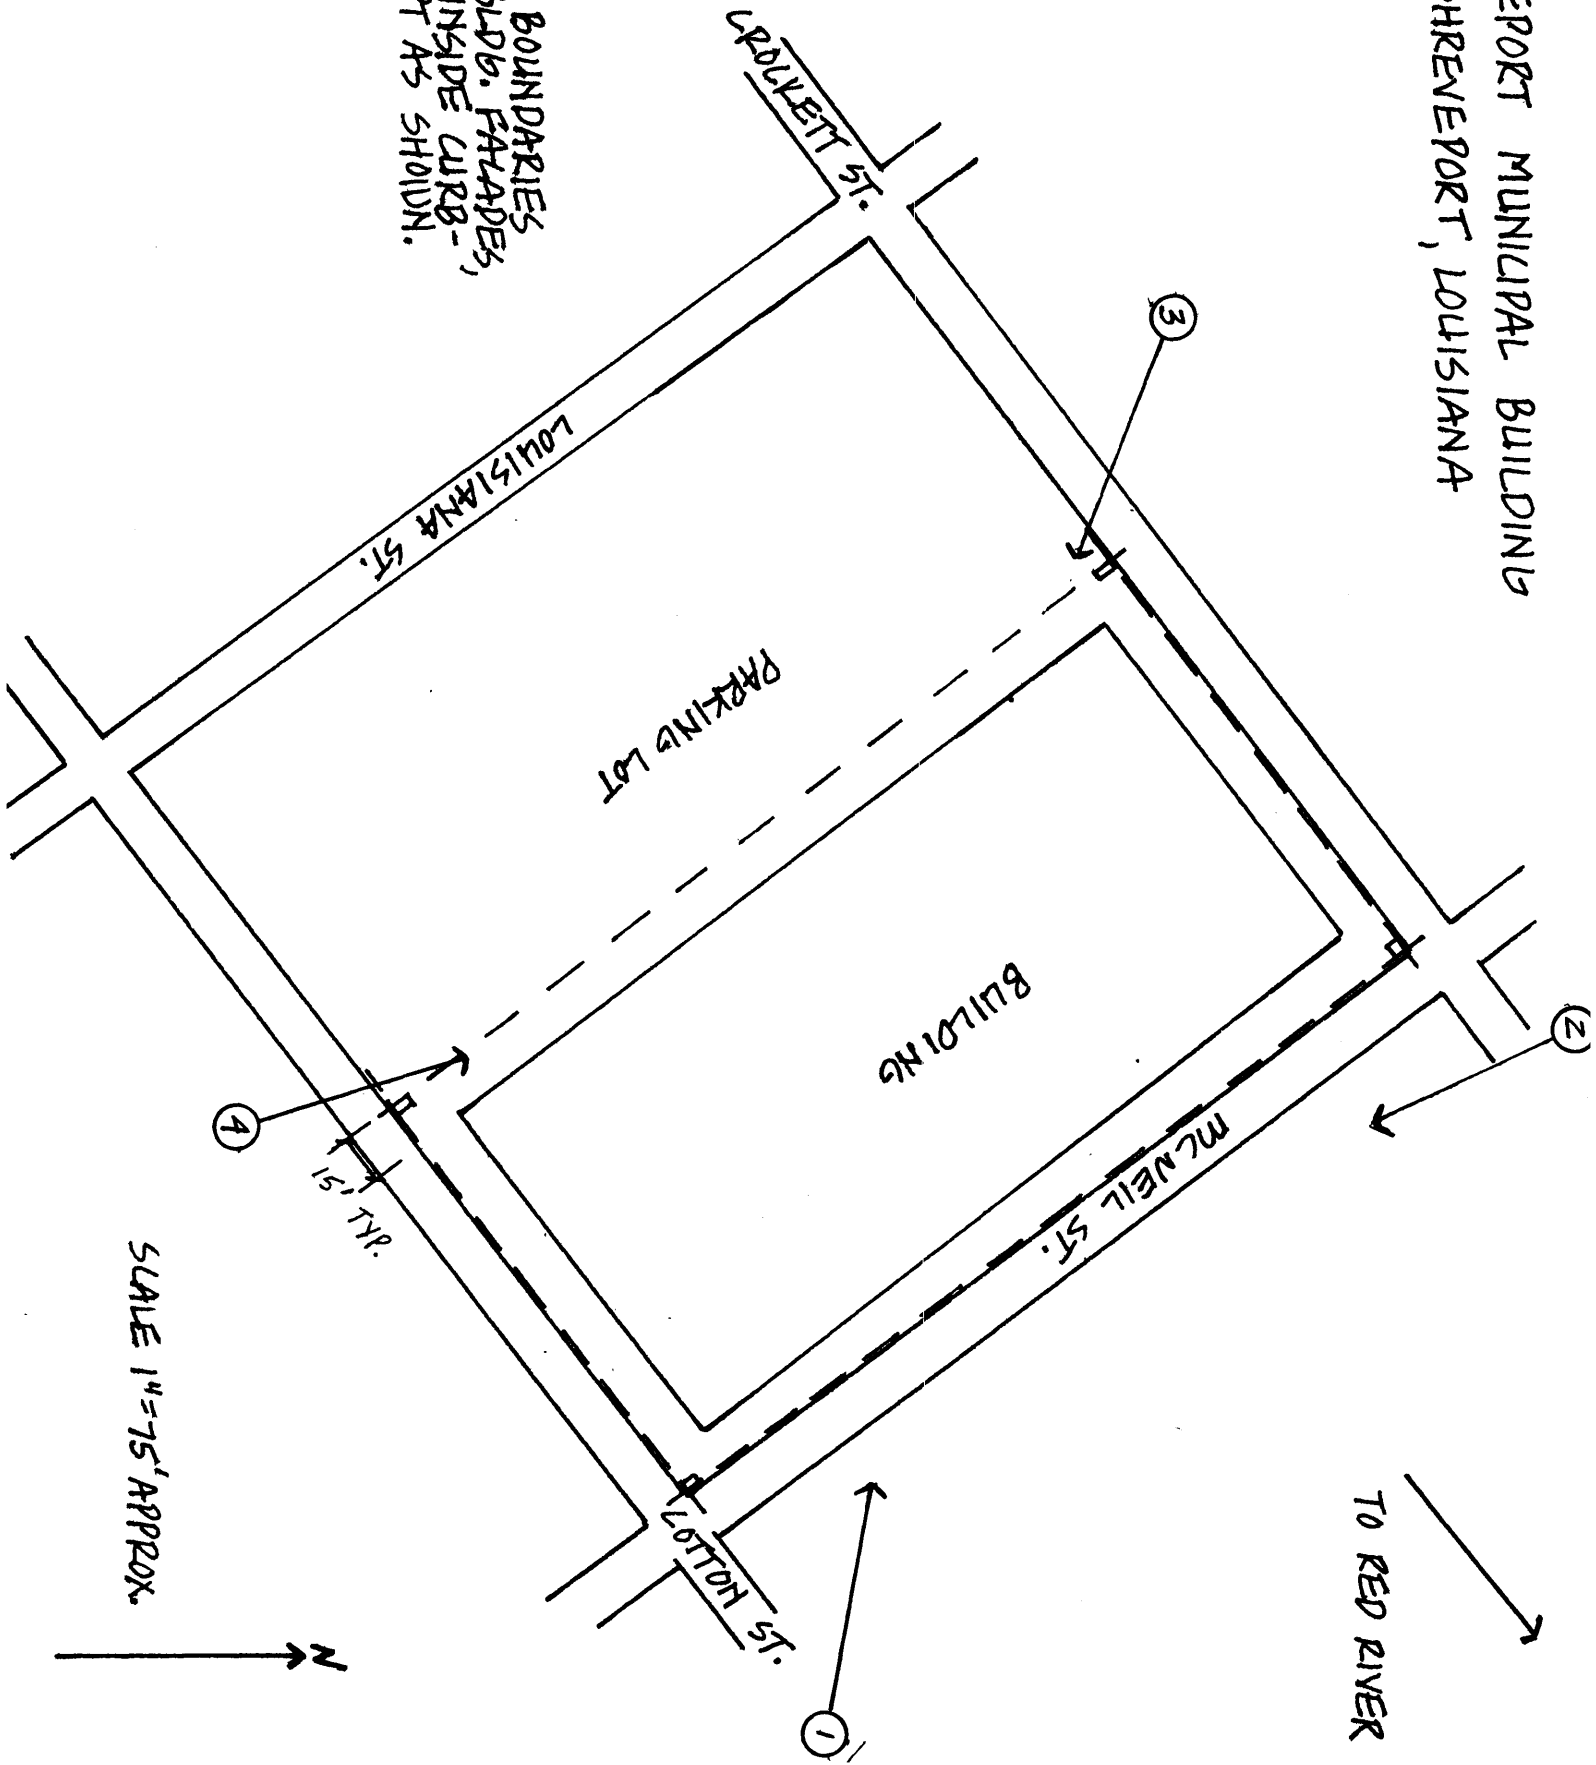 EPORT MUNICIPAL BUILDING
SHREVEPORT, LOUISIANA
BOUNDARIES
BLDG. FACADES,
INSIDE CURB-
T AS SHOWN.
CROCKETT ST.
3
LOUISIANA ST.
PARKING LOT
BUILDING
2
MCNEIL ST.
4
15' TYP.
COTTON ST.
1
TO RED RIVER
SCALE 1"=75' APPROX.
N